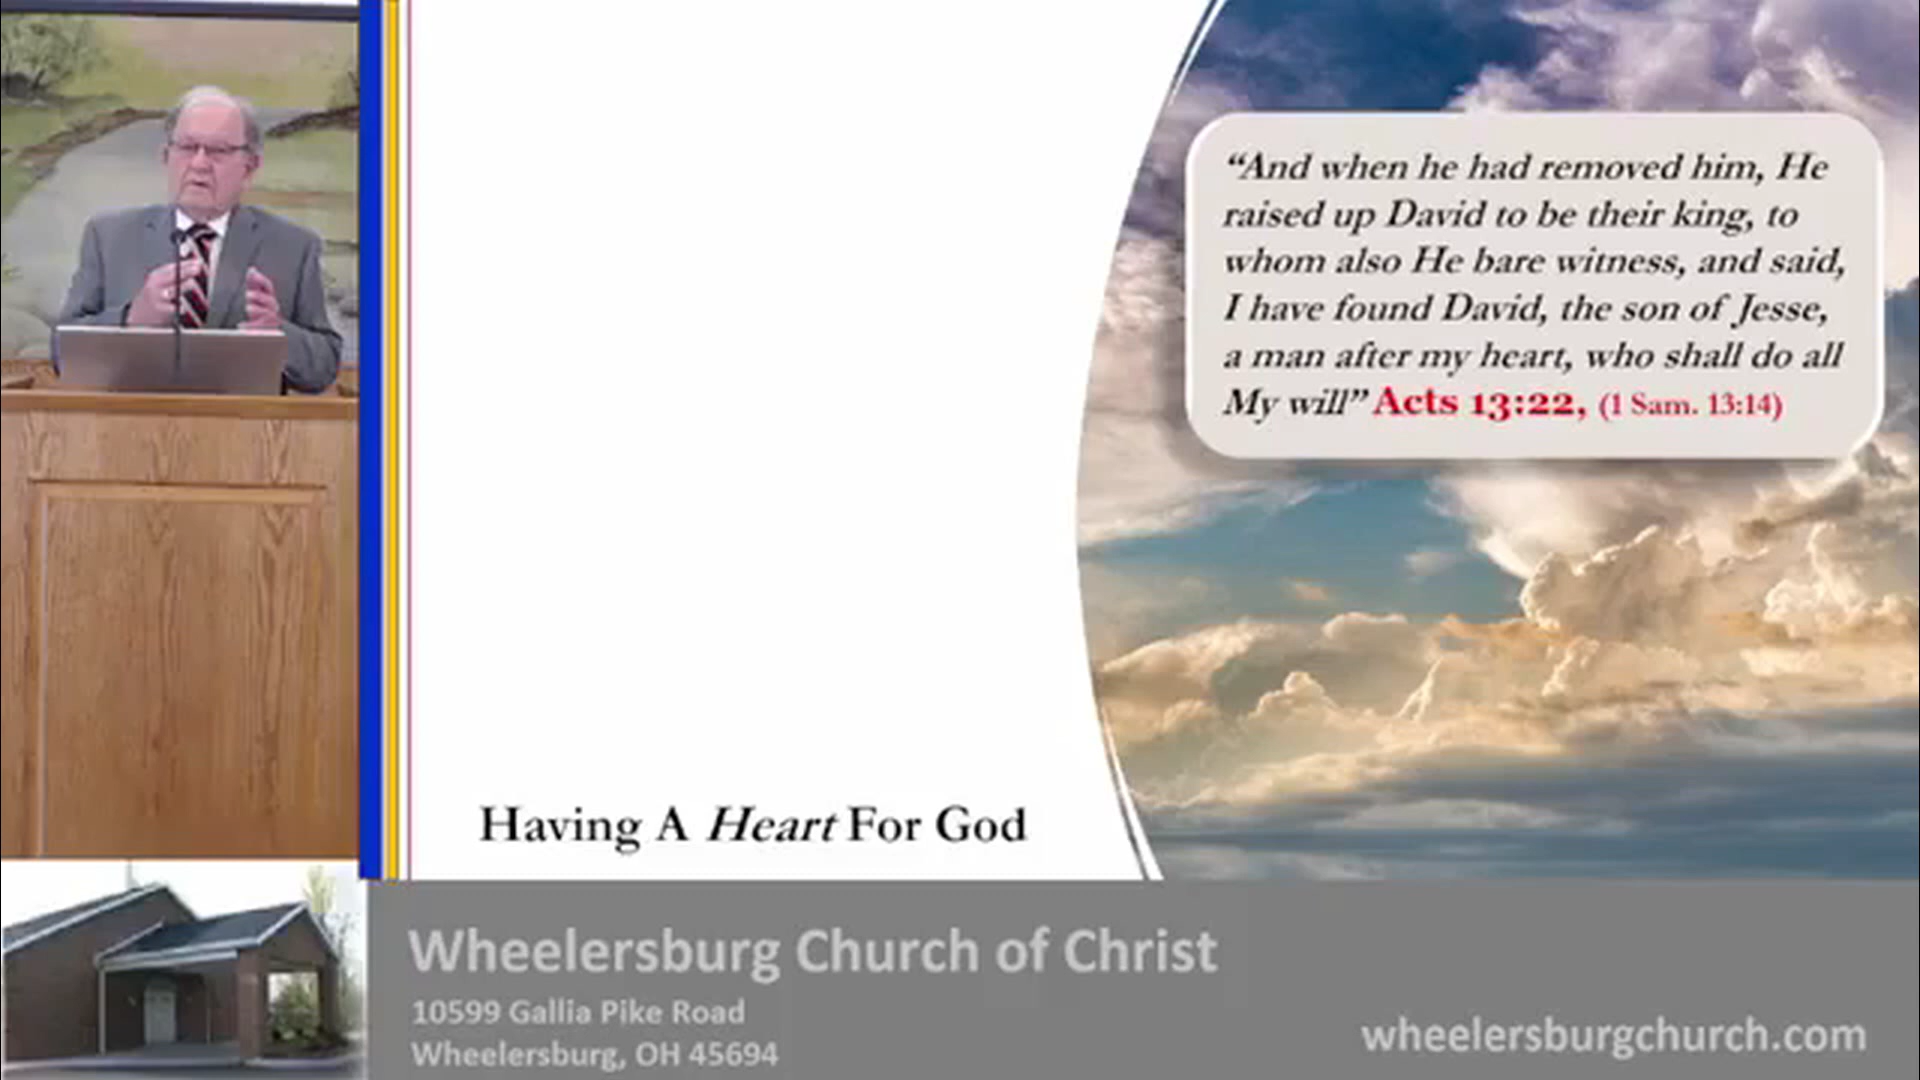 “And when he had removed him, He
raised up David to be their king, to
whom also He bare witness, and said,
I have found David, the son of Jesse,
a man after my heart, who shall do all
My will” Acts 13:22, (1 Sam. 13:14)
Having A Heart For God
Wheelersburg Church of Christ
10599 Gallia Pike Road
Wheelersburg, OH 45694
wheelersburgchurch.com